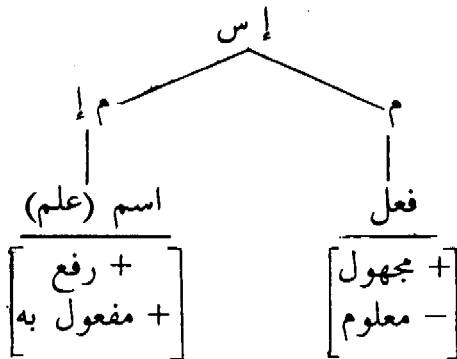 إ س
م
م إ
فعل
اسم (علم)
+ مجهول
- معلوم
+ رفع
+ مفعول به